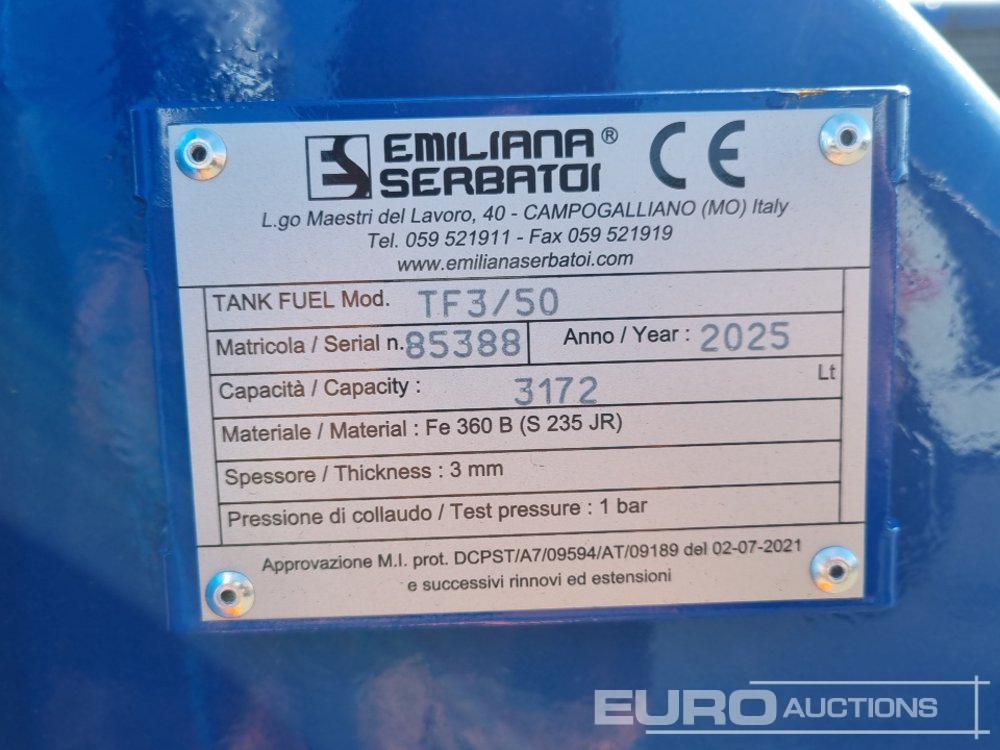 EMILIANA® CE
SERBATOI
L.go Maestri del Lavoro, 40 - CAMPOGALLIANO (MO) Italy
Tel. 059 521911 - Fax 059 521919
www.emilianaserbatoi.com
TANK FUEL Mod. TF3/50
Matricola / Serial n. 85388 Anno / Year : 2025
Capacità / Capacity : 3172 Lt
Materiale / Material : Fe 360 B (S 235 JR)
Spessore / Thickness : 3 mm
Pressione di collaudo / Test pressure : 1 bar
Approvazione M.I. prot. DCPST/A7/09594/AT/09189 del 02-07-2021
e successivi rinnovi ed estensioni
EURO AUCTIONS